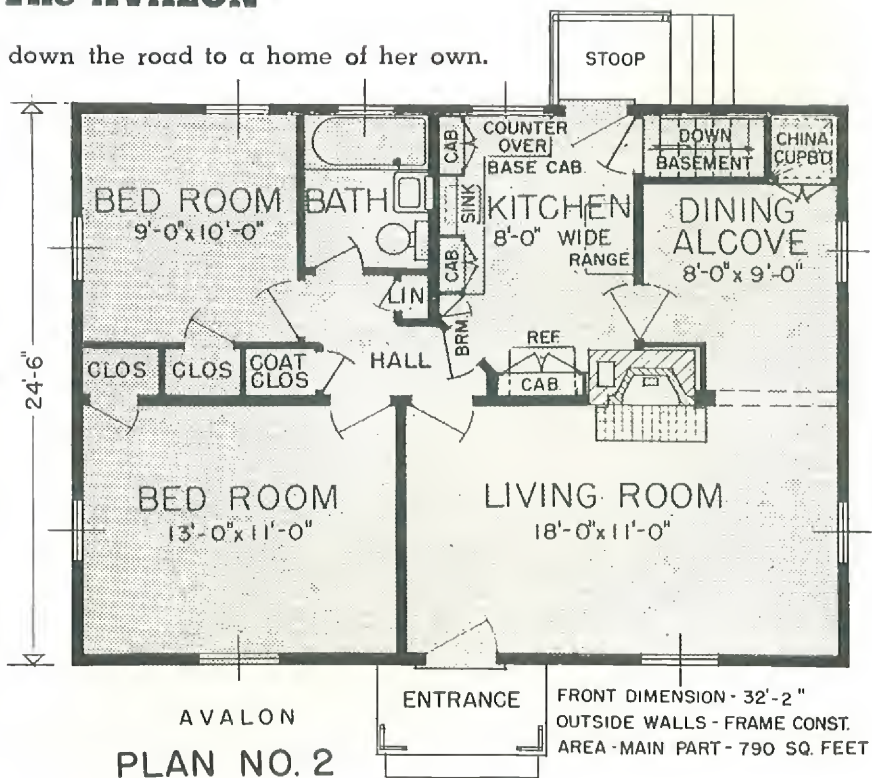 The AVALON
down the road to a home of her own.
STOOP
CAB.
COUNTER
OVER
BASE CAB.
DOWN
BASEMENT
CHINA
CUPB'D
BED ROOM
9'-0"x10'-0"
BATH
SINK
KITCHEN
8'-0" WIDE
RANGE
DINING
ALCOVE
8'-0"x 9'-0"
CAB
LIN
BRM.
24'-6"
CLOS
CLOS
COAT
CLOS
HALL
REF.
CAB.
BED ROOM
13'-0"x11'-0"
LIVING ROOM
18'-0"x11'-0"
ENTRANCE
FRONT DIMENSION - 32'-2"
OUTSIDE WALLS - FRAME CONST.
AREA - MAIN PART - 790 SQ. FEET
AVALON
PLAN NO. 2